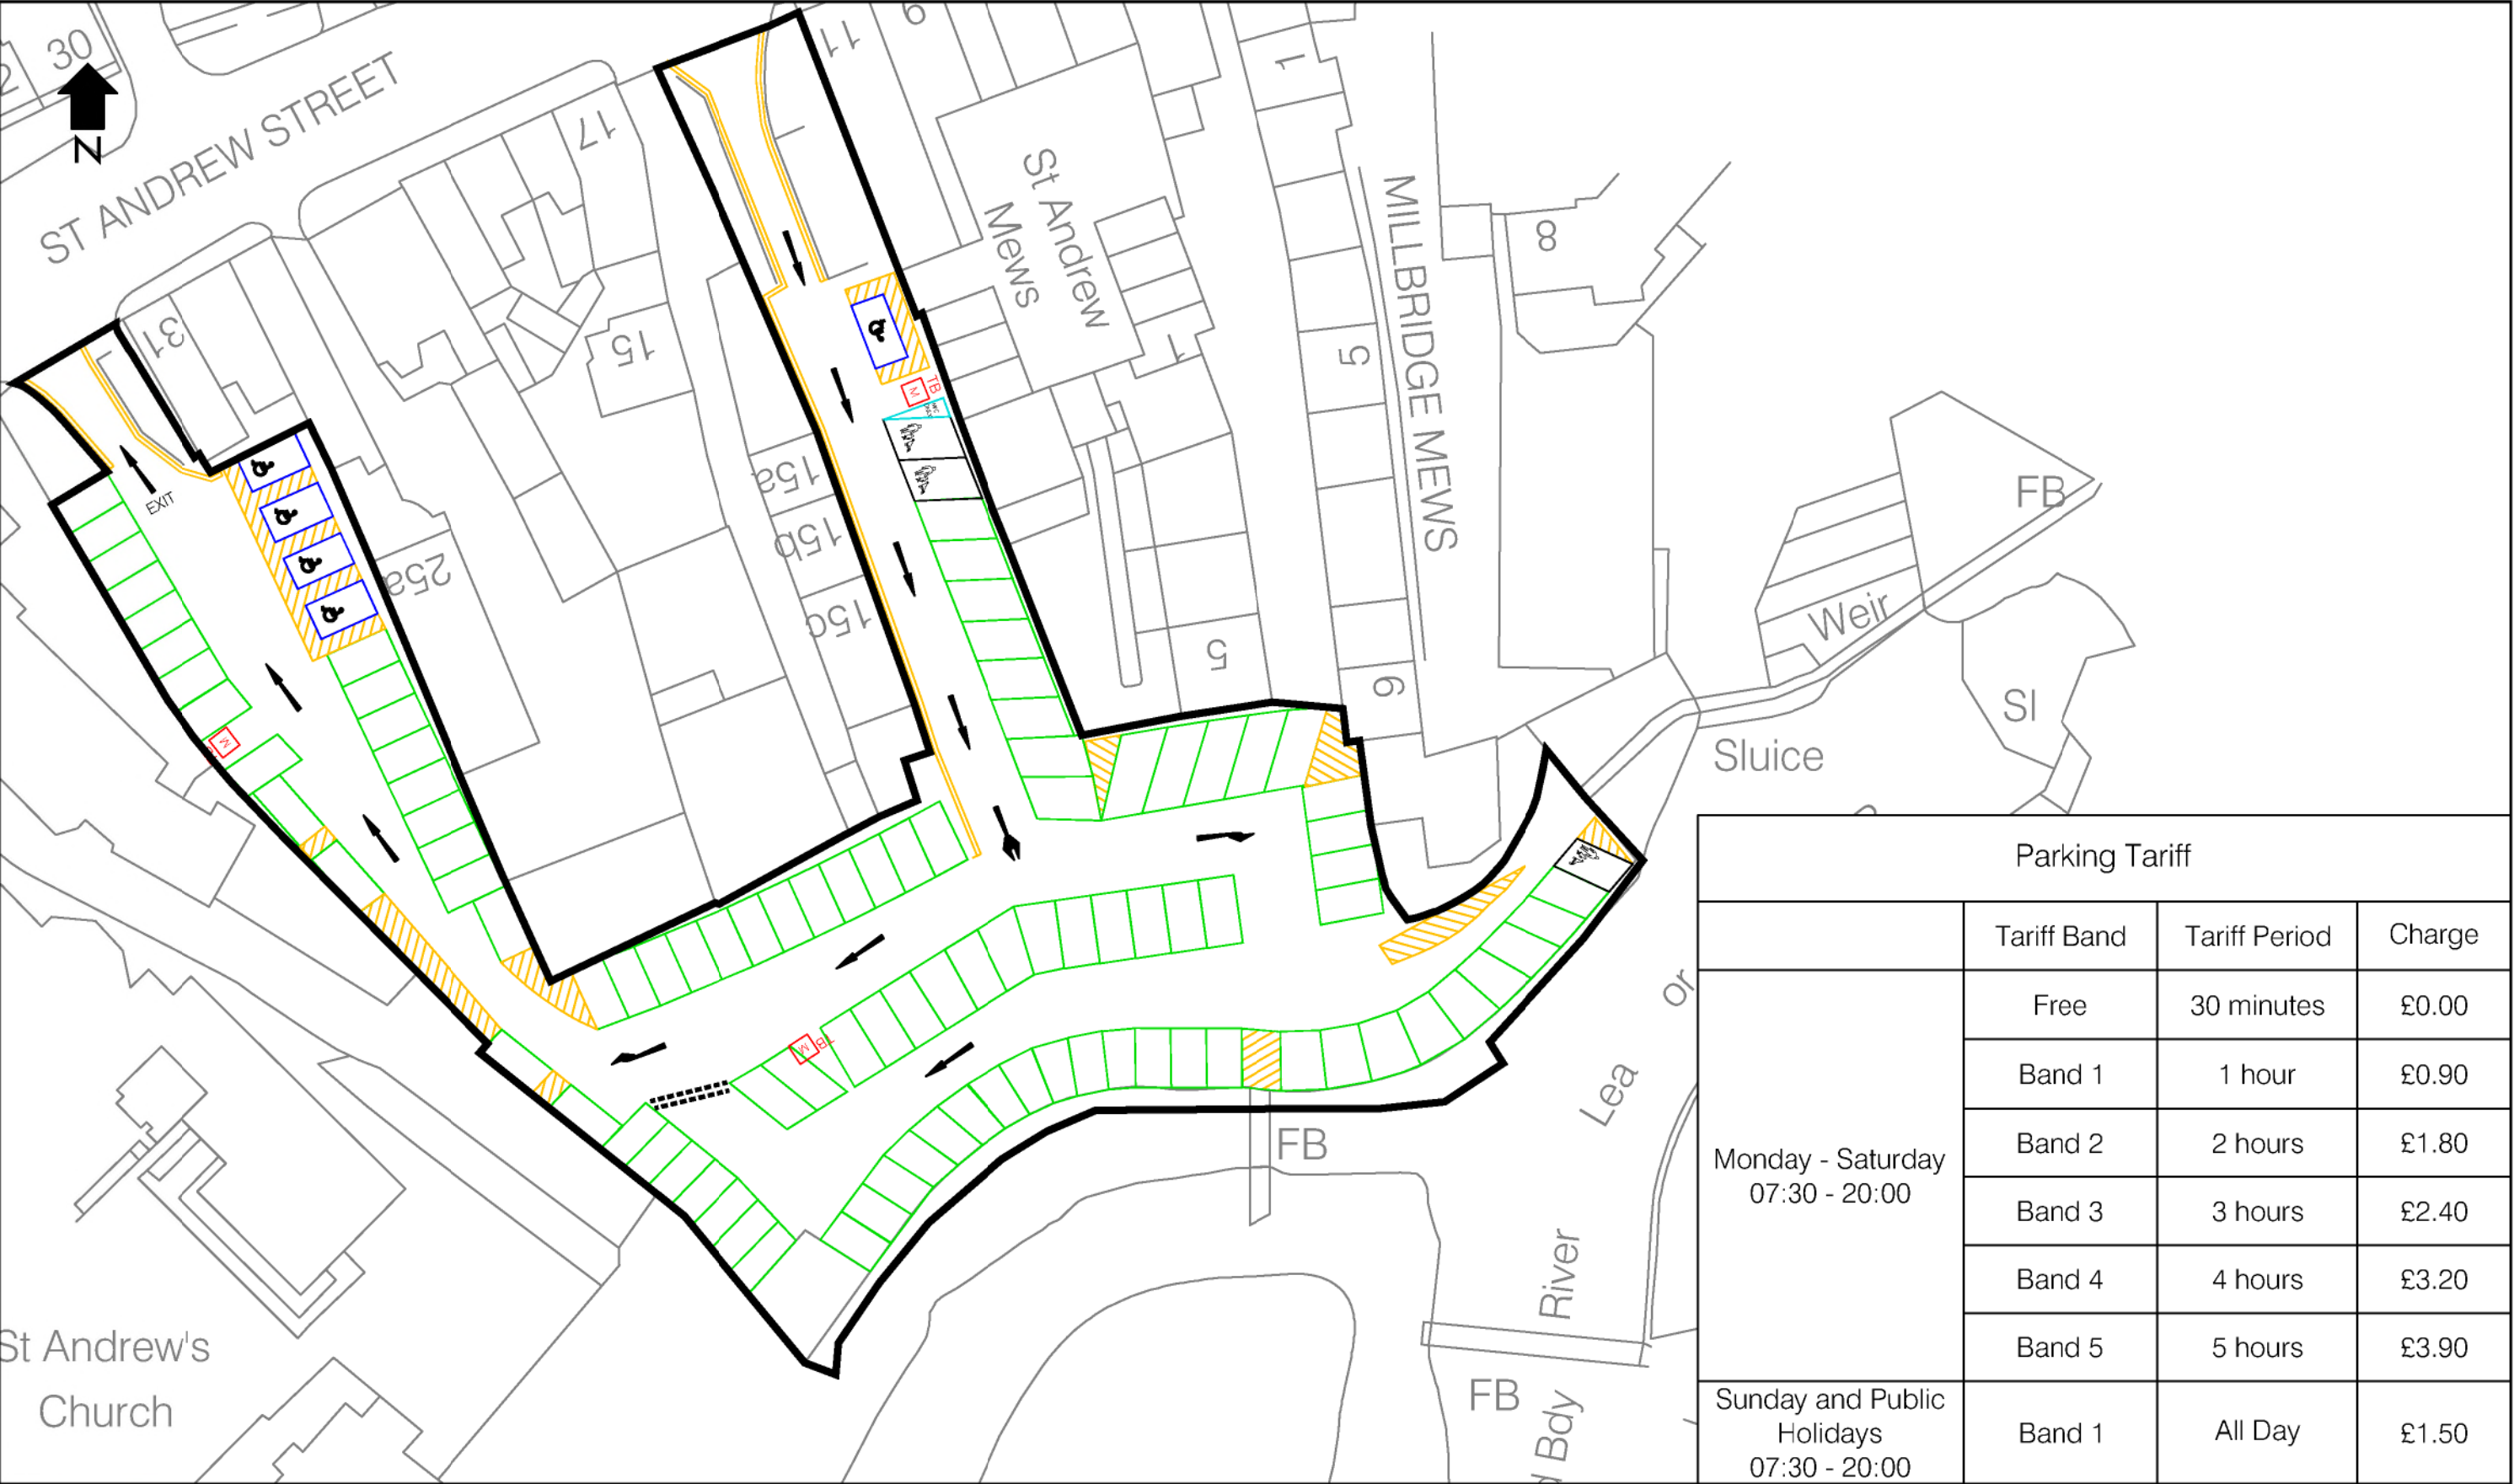 30
N
ST ANDREW STREET
17
11
9
1
31
15
St Andrew
Mews
1
MILLBRIDGE MEWS
5
8
EXIT
M
TB
25a
15a
15b
15c
5
6
FB
Weir
Sl
Sluice
M
M
TB
FB
Lea
or
River
FB
Bdy
St Andrew's
Church
Parking Tariff
Tariff Band Tariff Period Charge
Monday - Saturday
07:30 - 20:00
Free 30 minutes £0.00
Band 1 1 hour £0.90
Band 2 2 hours £1.80
Band 3 3 hours £2.40
Band 4 4 hours £3.20
Band 5 5 hours £3.90
Sunday and Public
Holidays
07:30 - 20:00
Band 1 All Day £1.50